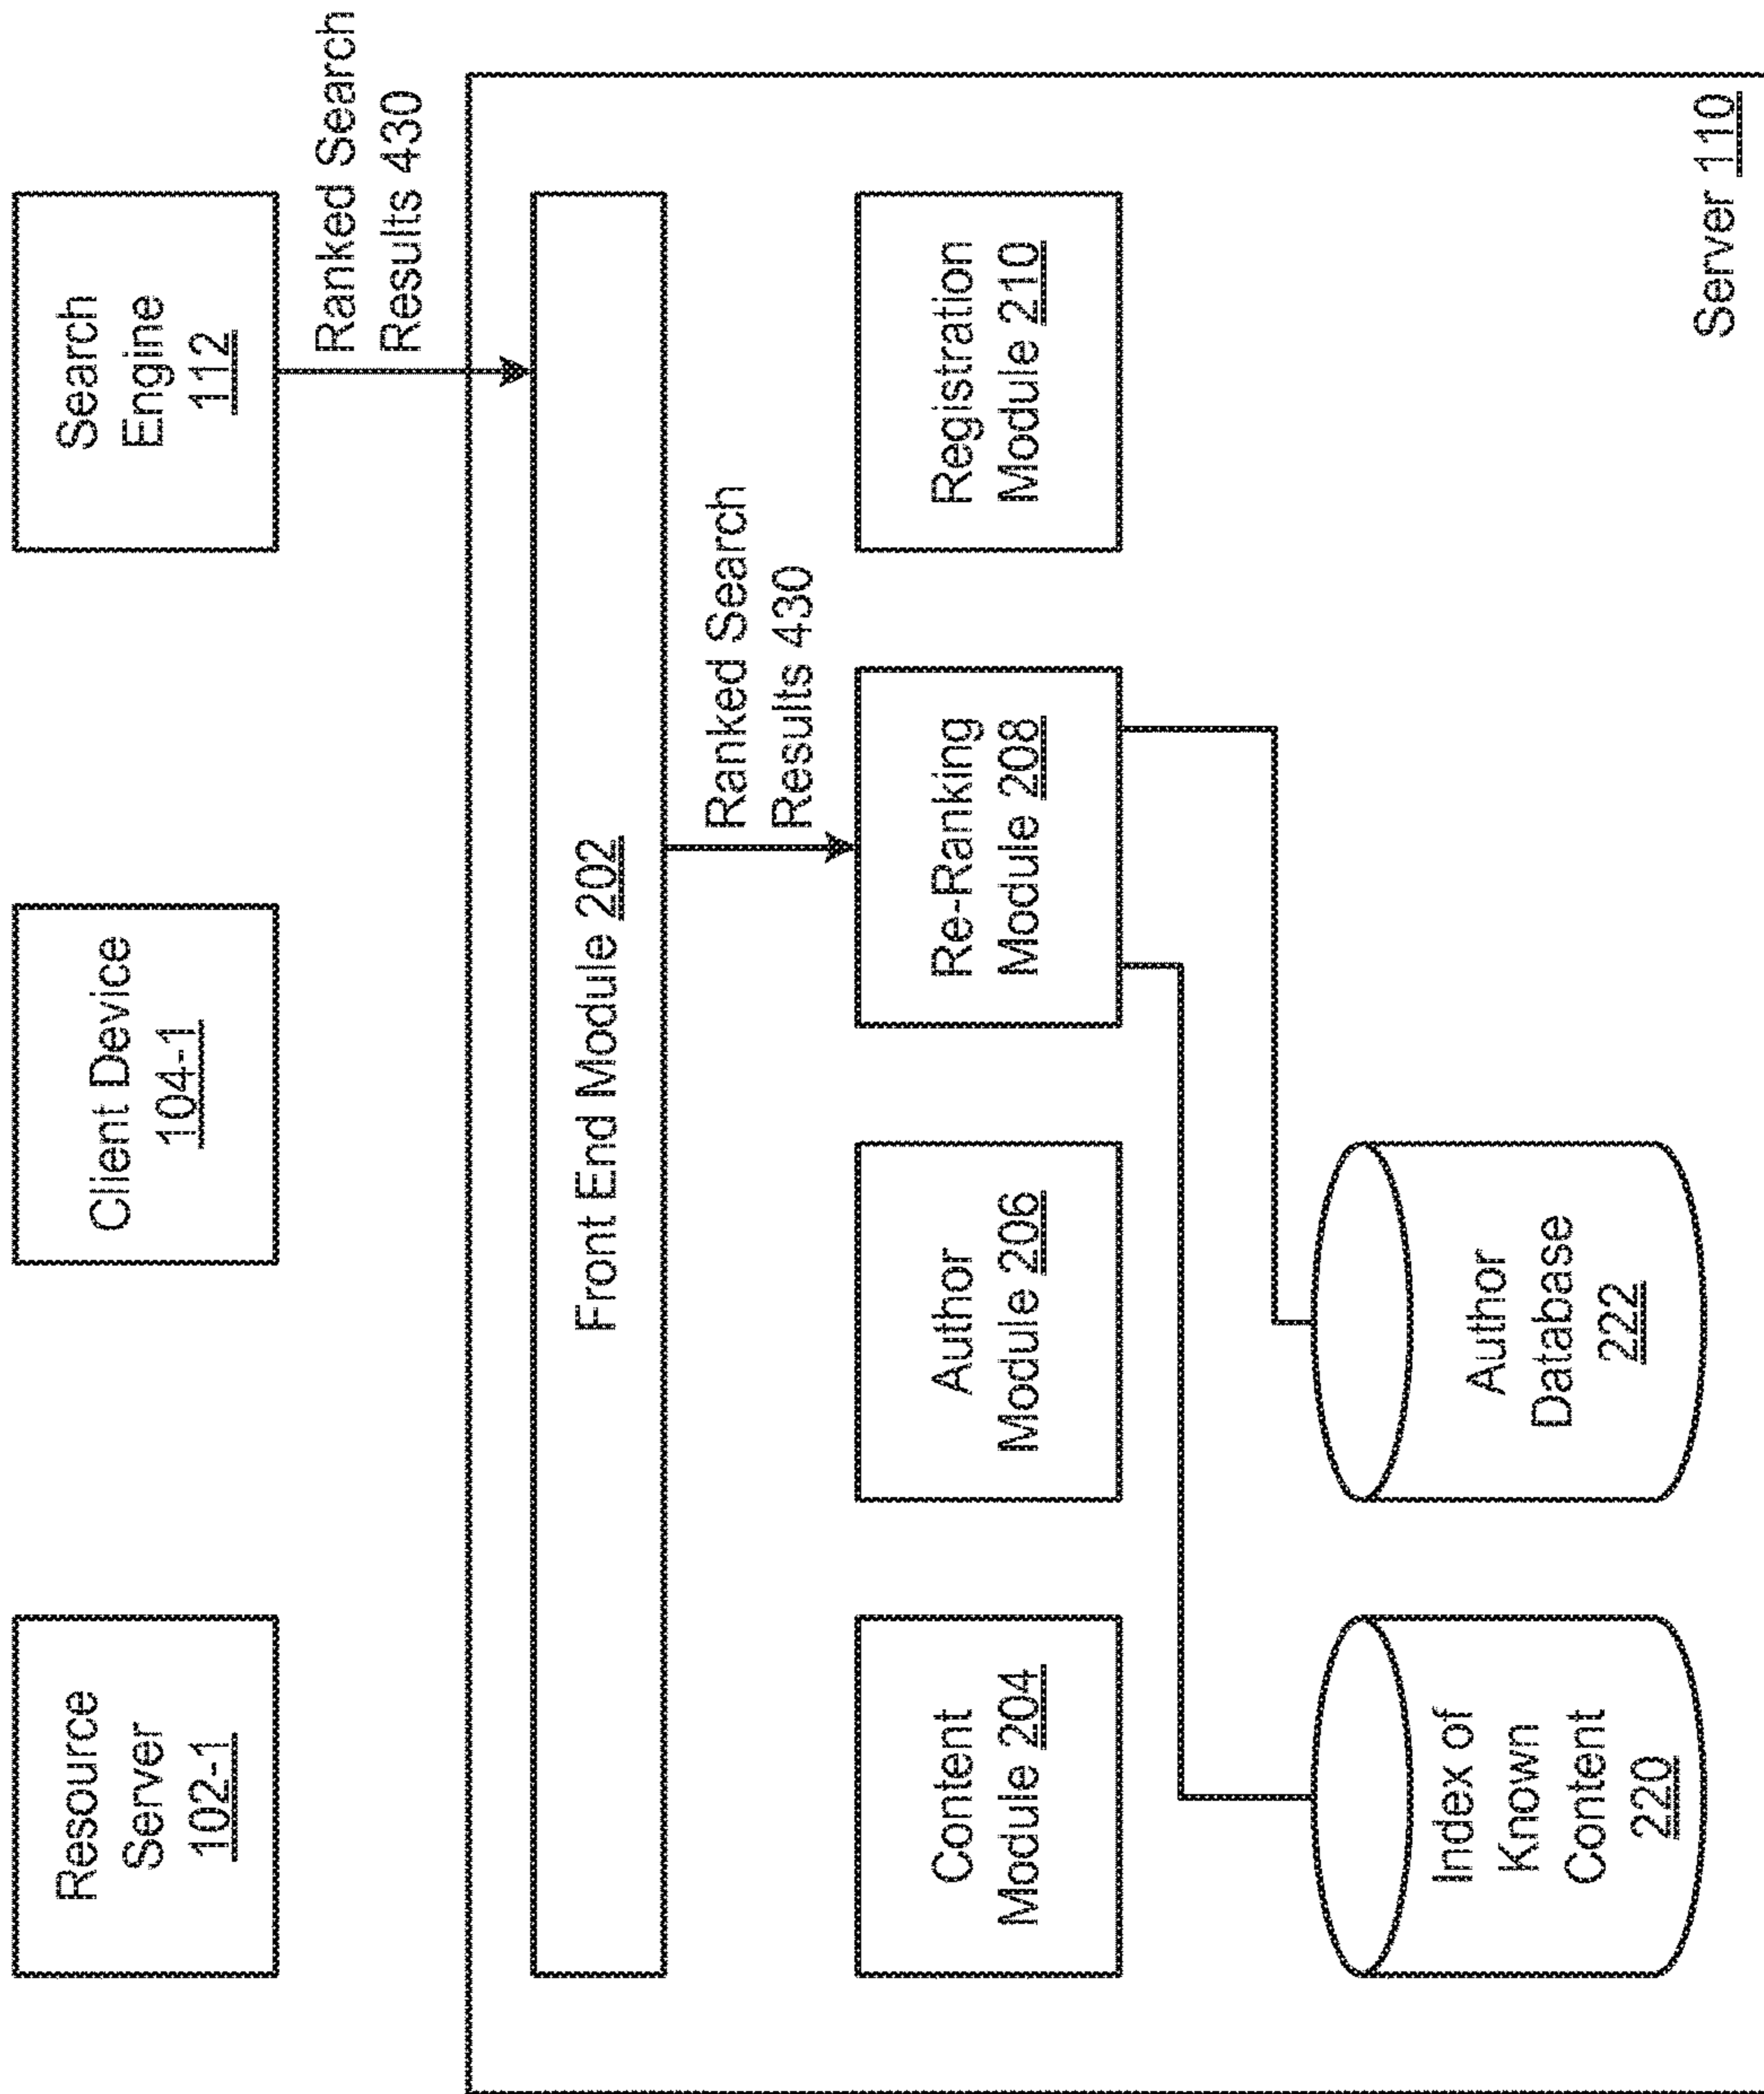 Resource
Server
102-1
Client Device
104-1
Search
Engine
112
Ranked Search
Results 430
Front End Module 202
Ranked Search
Results 430
Content
Module 204
Author
Module 206
Re-Ranking
Module 208
Registration
Module 210
Index of
Known
Content
220
Author
Database
222
Server 110